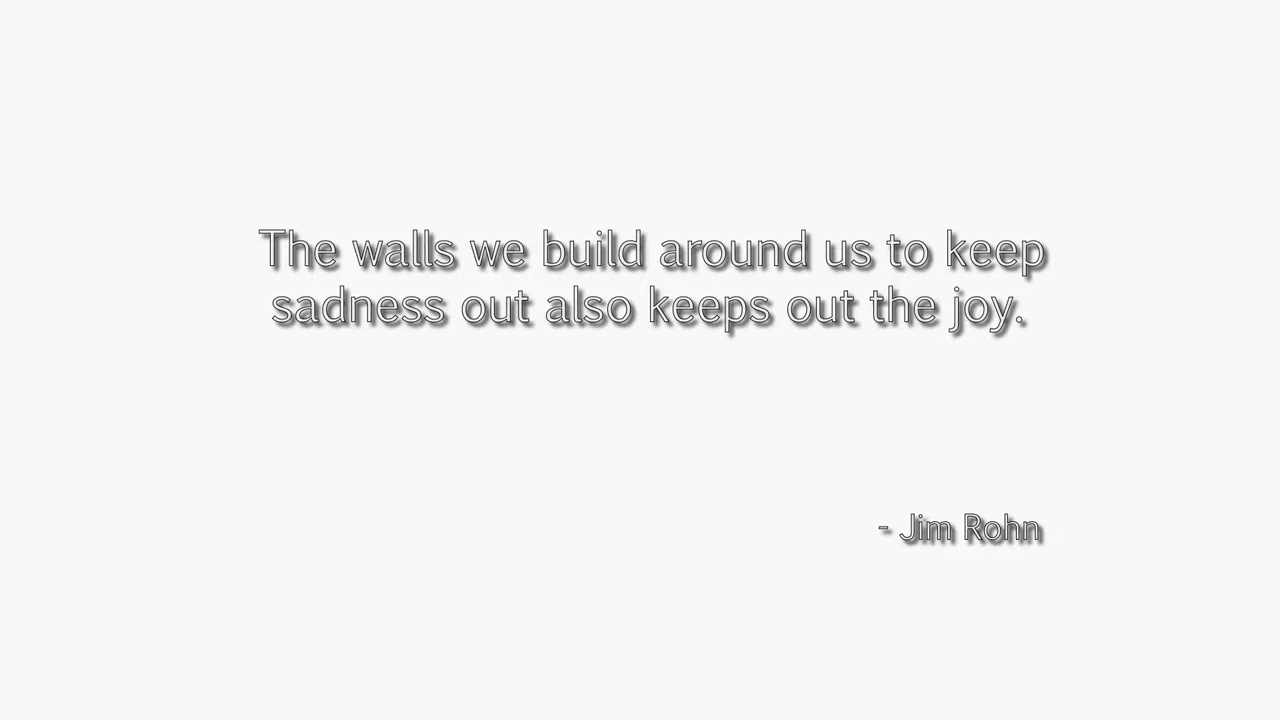 The walls we build around us to keep
sadness out also keeps out the joy.
- Jim Rohn